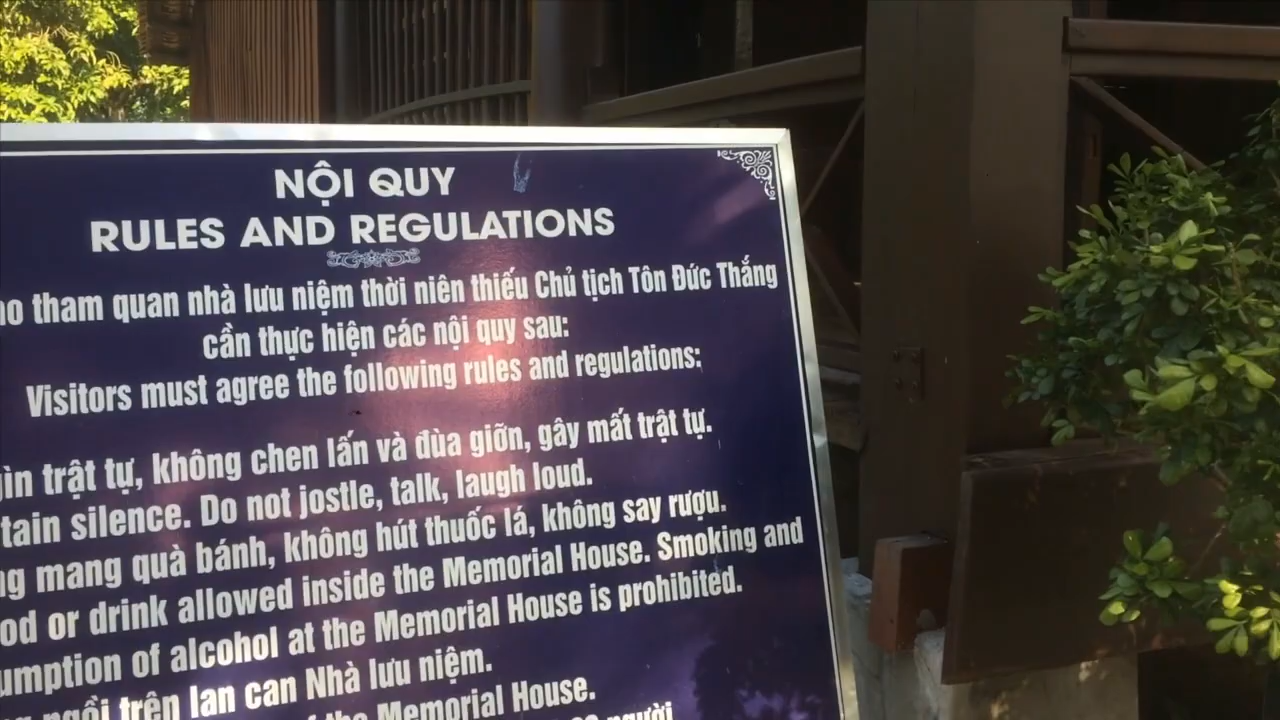 NỘI QUY
RULES AND REGULATIONS
tham quan nhà lưu niệm thời niên thiếu Chủ tịch Tôn Đức Thắng
cần thực hiện các nội quy sau:
Visitors must agree the following rules and regulations:
trật tự, không chen lấn và đùa giỡn, gây mất trật tự.
silence. Do not jostle, talk, laugh loud.
mang quà bánh, không hút thuốc lá, không say rượu.
or drink allowed inside the Memorial House. Smoking and
of alcohol at the Memorial House is prohibited.
ngồi trên lan can Nhà lưu niệm.
the Memorial House.
người